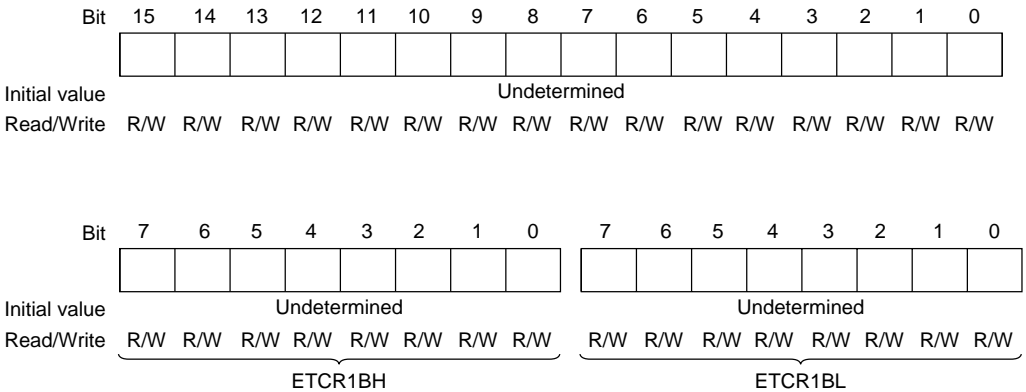 Bit 15 14 13 12 11 10 9 8 7 6 5 4 3 2 1 0
Initial value Undetermined
Read/Write R/W R/W R/W R/W R/W R/W R/W R/W R/W R/W R/W R/W R/W R/W R/W R/W
Bit 7 6 5 4 3 2 1 0 7 6 5 4 3 2 1 0
Initial value Undetermined Undetermined
Read/Write R/W R/W R/W R/W R/W R/W R/W R/W R/W R/W R/W R/W R/W R/W R/W R/W
ETCR1BH ETCR1BL